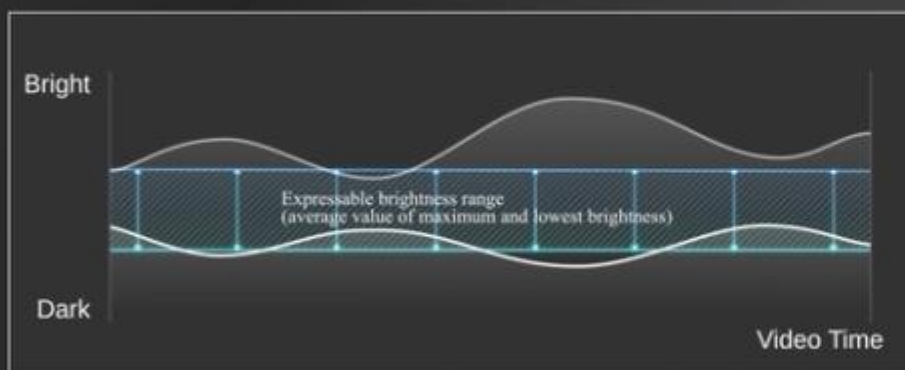 Bright
Expressable brightness range
(average value of maximum and lowest brightness)
Dark
Video Time